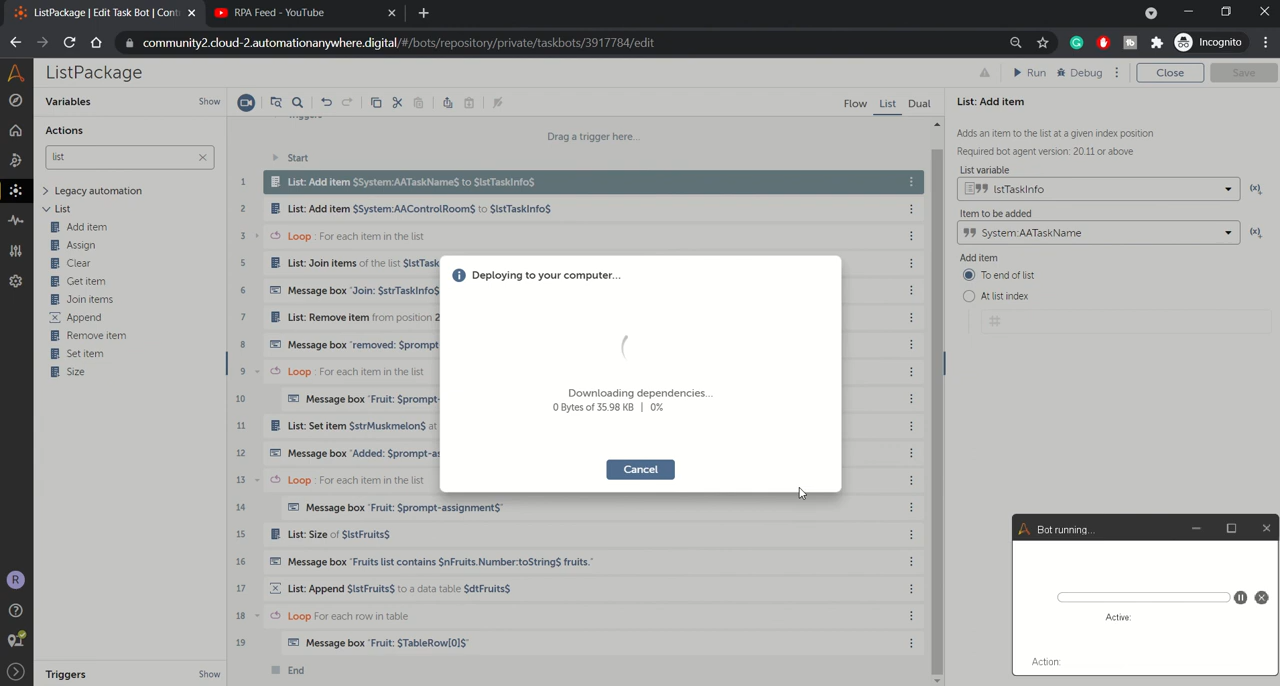 ListPackage | Edit Task Bot | Conti
RPA Feed - YouTube
community2.cloud-2.automationanywhere.digital/#/bots/repository/private/taskbots/3917784/edit
Incognito
ListPackage
Run
Debug
Close
Save
Variables
Show
Actions
list
Legacy automation
List
Add item
Assign
Clear
Get item
Join items
Append
Remove item
Set item
Size
Triggers
Show
Flow
List
Dual
Triggers
Drag a trigger here...
Start
1 List: Add item $System:AATaskName$ to $lstTaskInfo$
2 List: Add item $System:AAControlRoom$ to $lstTaskInfo$
3 Loop : For each item in the list
5 List: Join items of the list $lstTask
6 Message box "Join: $strTaskInfo$
7 List: Remove item from position 2
8 Message box "removed: $prompt
9 Loop : For each item in the list
10 Message box "Fruit: $prompt-
11 List: Set item $strMuskmelon$ at
12 Message box "Added: $prompt-as
13 Loop : For each item in the list
14 Message box "Fruit: $prompt-assignment$"
15 List: Size of $lstFruits$
16 Message box "Fruits list contains $nFruits.Number:toString$ fruits."
17 List: Append $lstFruits$ to a data table $dtFruits$
18 Loop For each row in table
19 Message box "Fruit: $TableRow[0]$"
End
Deploying to your computer...
Downloading dependencies...
0 Bytes of 35.98 KB | 0%
Cancel
List: Add item
Adds an item to the list at a given index position
Required bot agent version: 20.11 or above
List variable
lstTaskInfo
(x)
Item to be added
System:AATaskName
(x)
Add item
To end of list
At list index
#
Bot running...
Active:
Action:
R